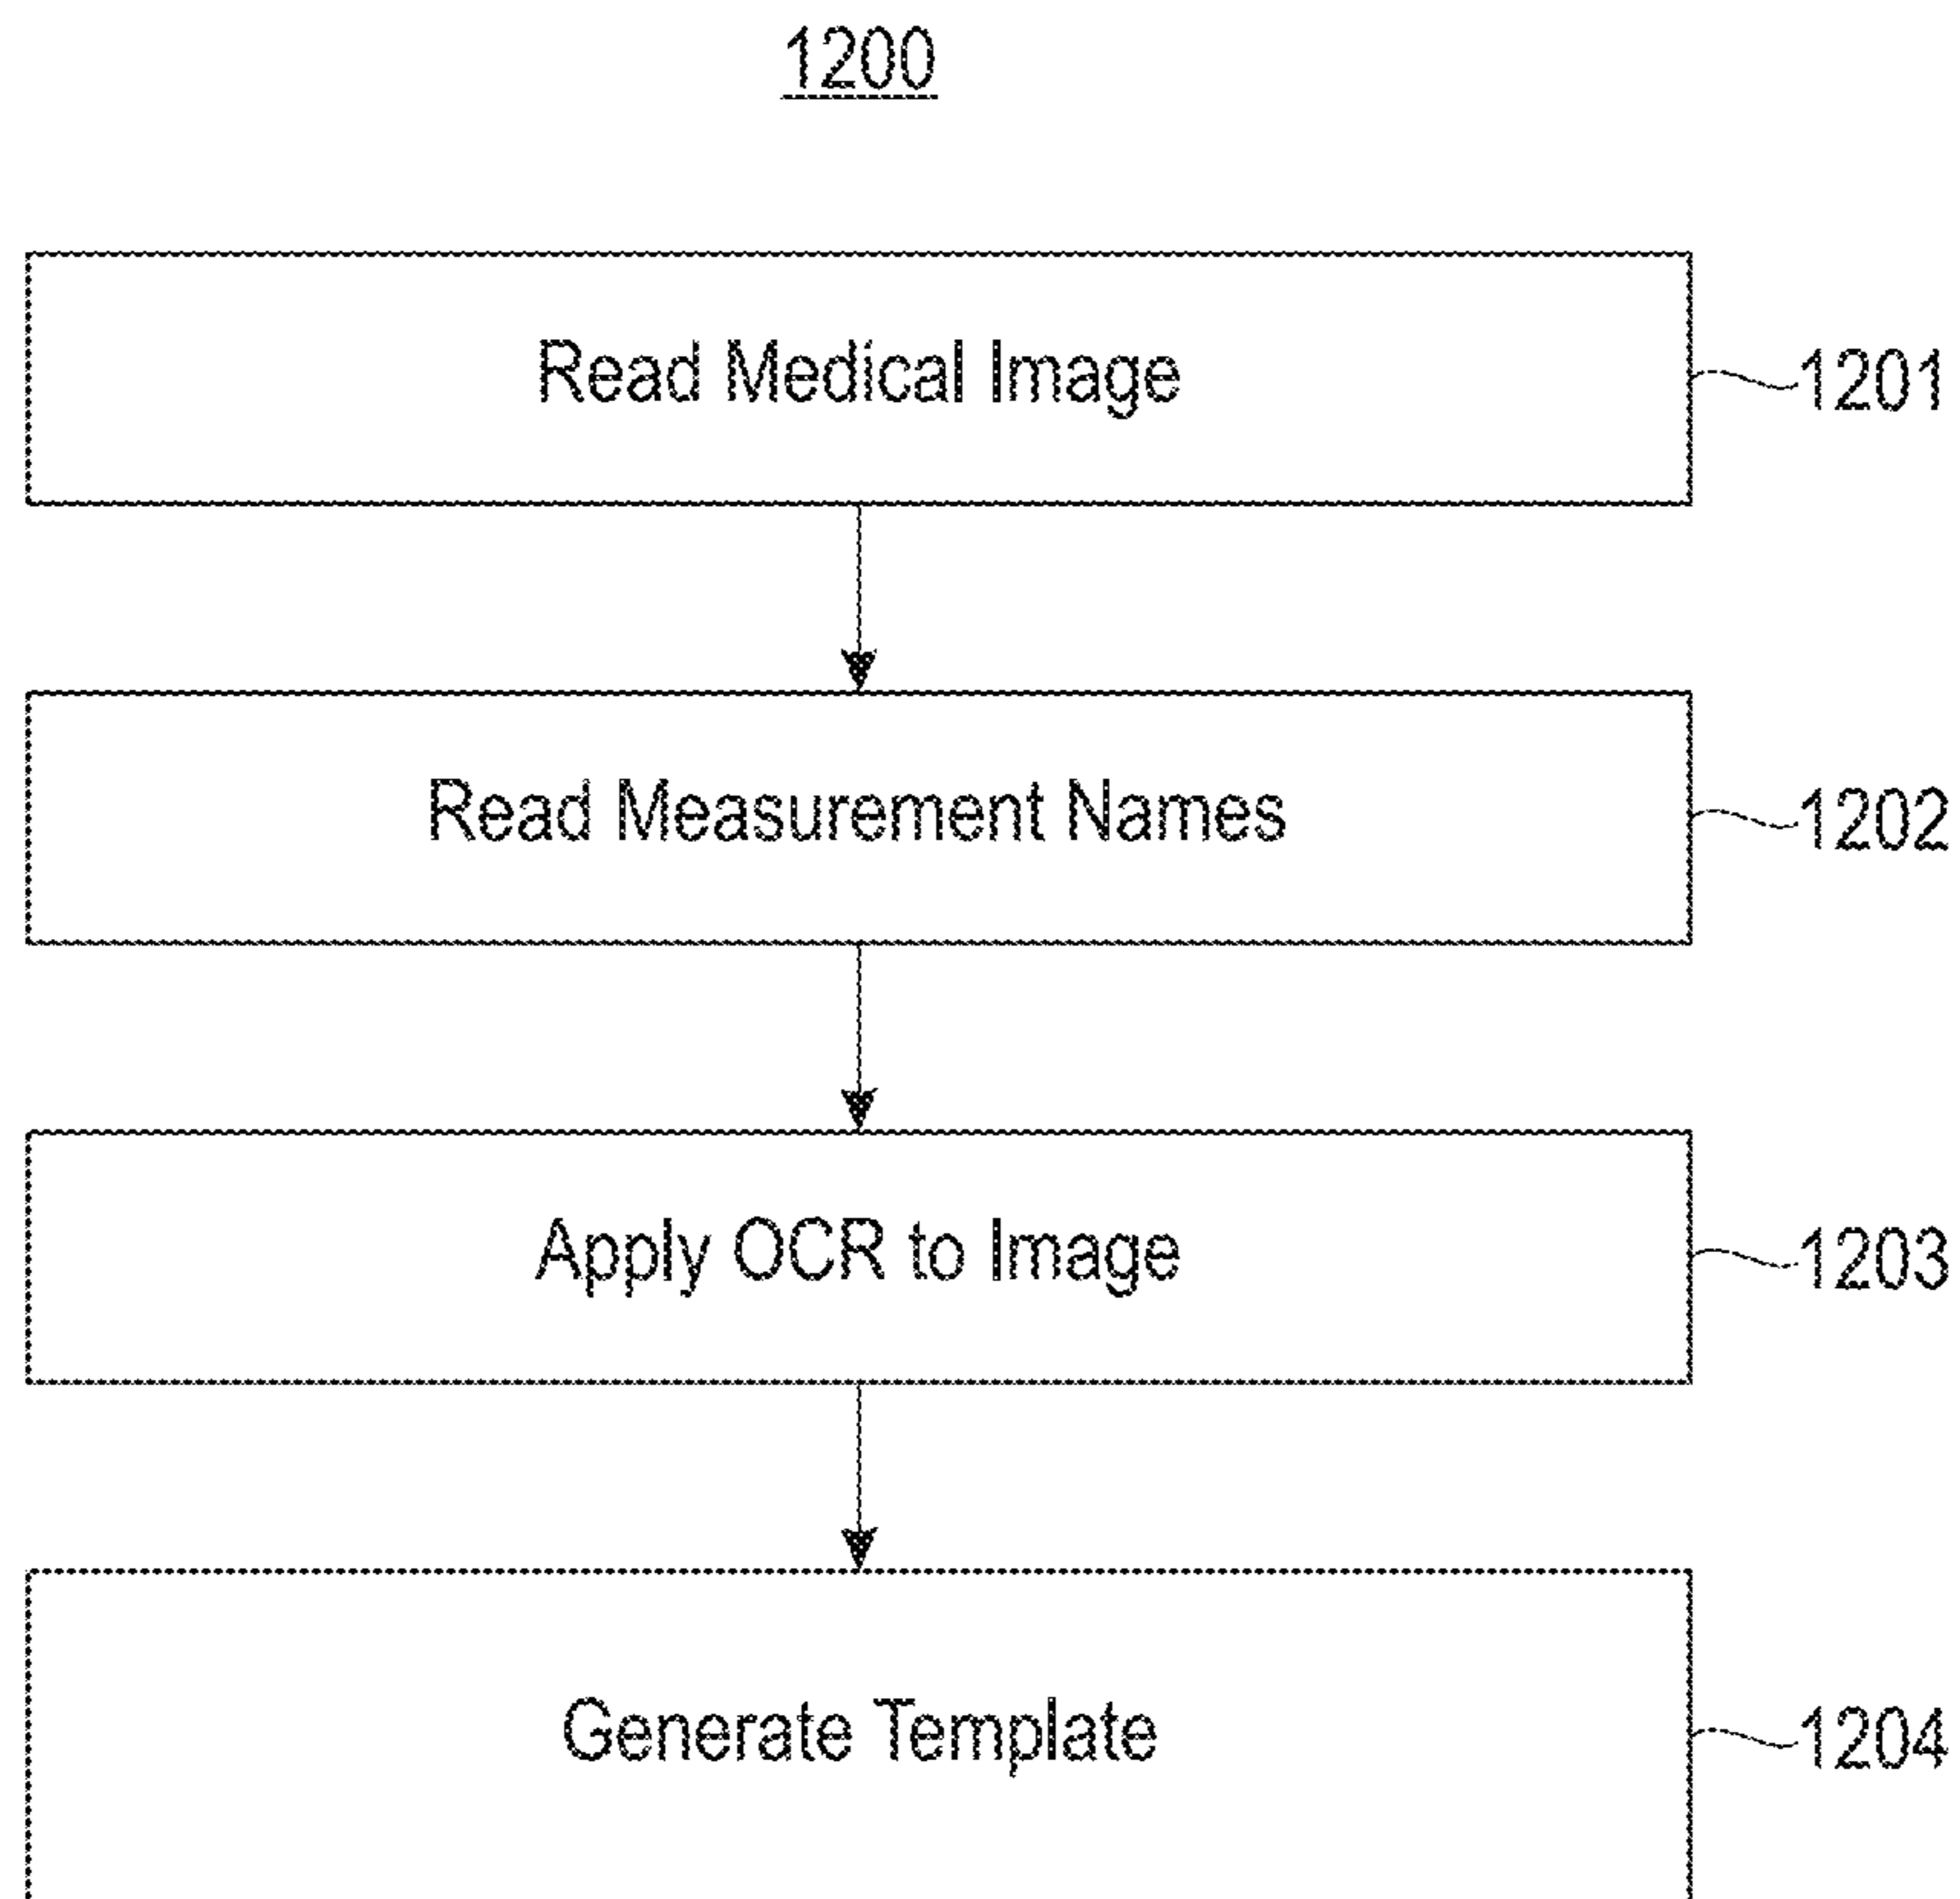 1200
Read Medical Image
1201
Read Measurement Names
1202
Apply OCR to Image
1203
Generate Template
1204